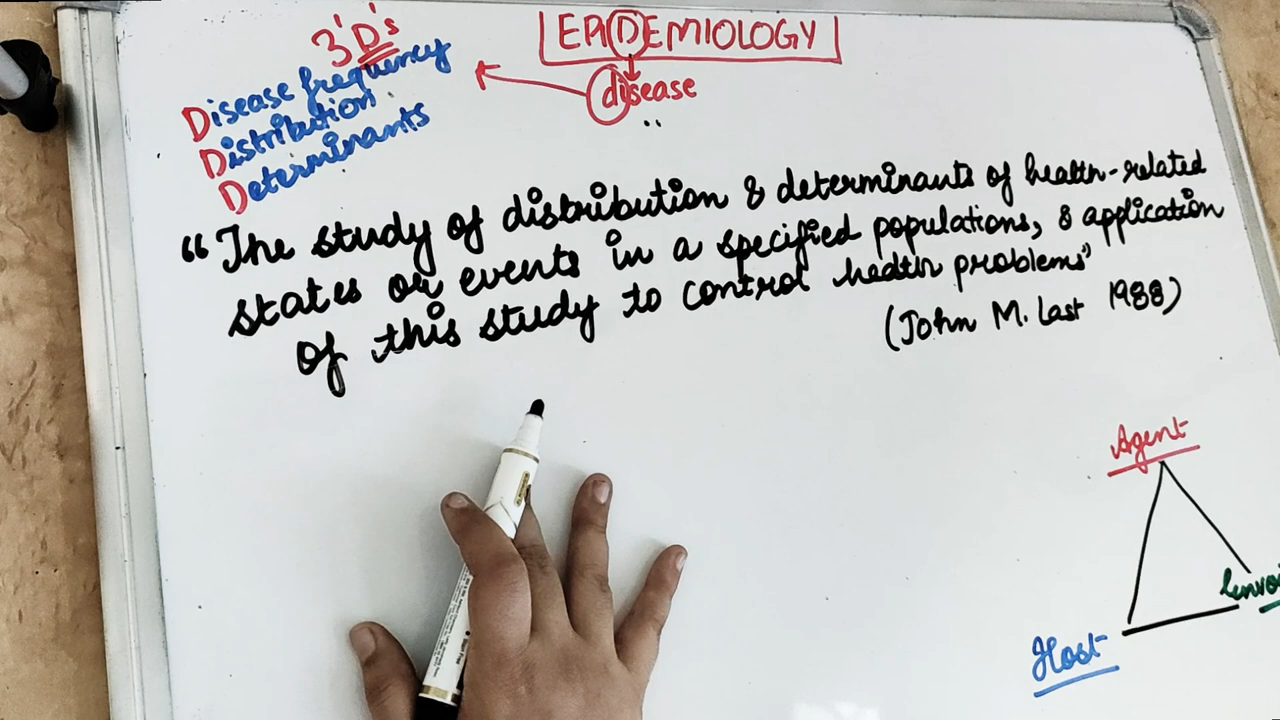 3'D's
EPIDEMIOLOGY
disease
Disease frequency
Distribution
Determinants
"The study of distribution & determinants of health-related
states or events in a specified populations, & application
of this study to control health problems"
(John M. Last 1988)
Agent
Host